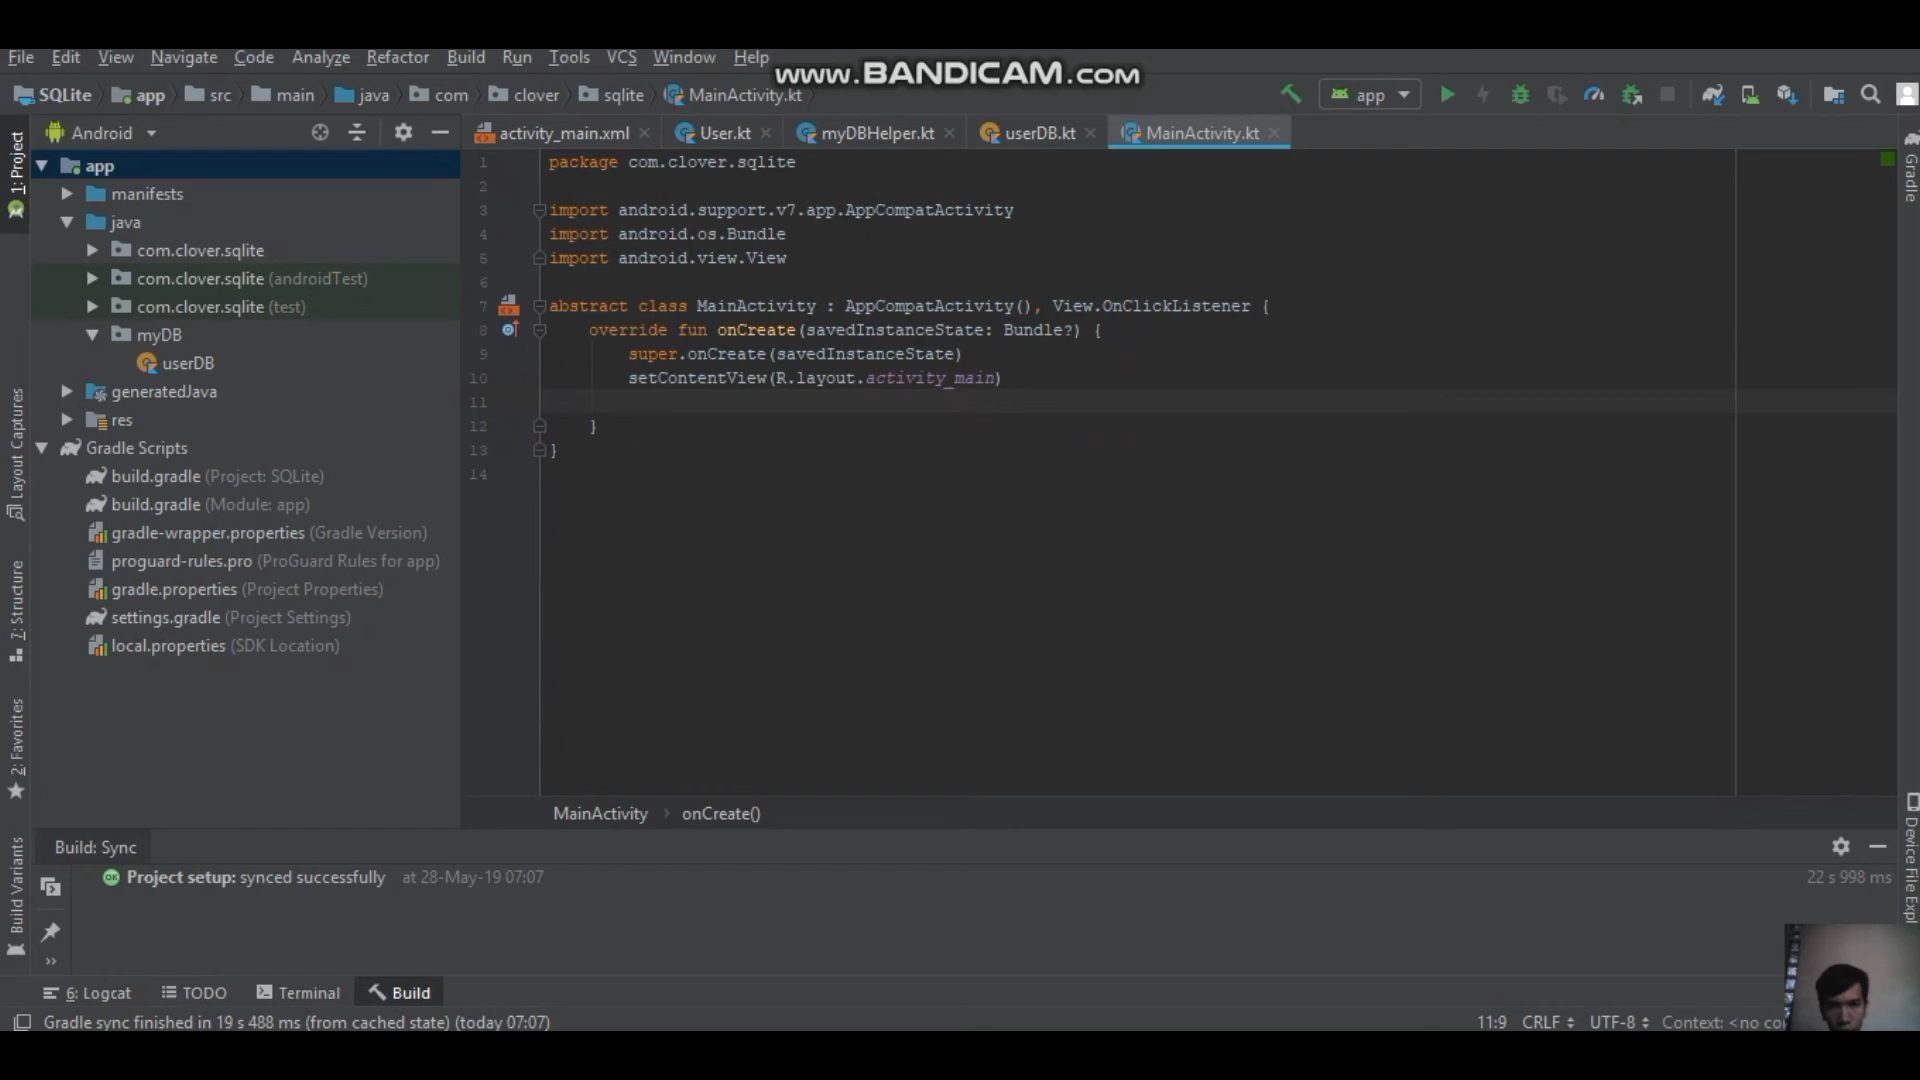 www.BANDICAM.com
File Edit View Navigate Code Analyze Refactor Build Run Tools VCS Window Help
SQLite app src main java com clover sqlite MainActivity.kt app
Android
activity_main.xml User.kt myDBHelper.kt userDB.kt MainActivity.kt
1: Project
Layout Captures
7: Structure
2: Favorites
Build Variants
app
manifests
java
com.clover.sqlite
com.clover.sqlite (androidTest)
com.clover.sqlite (test)
myDB
userDB
generatedJava
res
Gradle Scripts
build.gradle (Project: SQLite)
build.gradle (Module: app)
gradle-wrapper.properties (Gradle Version)
proguard-rules.pro (ProGuard Rules for app)
gradle.properties (Project Properties)
settings.gradle (Project Settings)
local.properties (SDK Location)
1 package com.clover.sqlite
2
3 import android.support.v7.app.AppCompatActivity
4 import android.os.Bundle
5 import android.view.View
6
7 abstract class MainActivity : AppCompatActivity(), View.OnClickListener {
8 override fun onCreate(savedInstanceState: Bundle?) {
9 super.onCreate(savedInstanceState)
10 setContentView(R.layout.activity_main)
11
12 }
13 }
14
Gradle
Device File Expl
MainActivity › onCreate()
Build: Sync
OK Project setup: synced successfully at 28-May-19 07:07 22 s 998 ms
»
6: Logcat TODO Terminal Build
Gradle sync finished in 19 s 488 ms (from cached state) (today 07:07) 11:9 CRLF UTF-8 Context: <no co